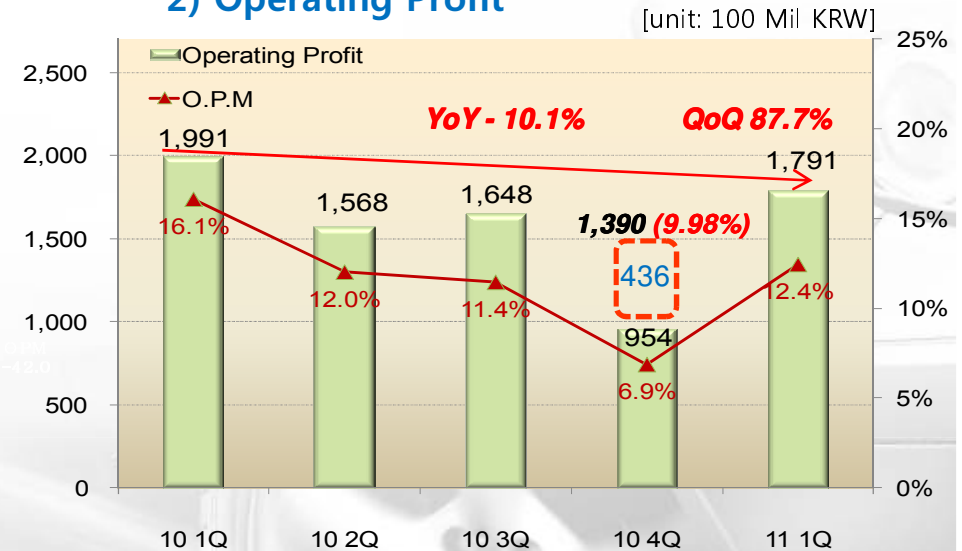 2) Operating Profit
[unit: 100 Mil KRW]
Operating Profit
O.P.M
YoY - 10.1%
QoQ 87.7%
2,500
2,000
1,500
1,000
500
0
25%
20%
15%
10%
5%
0%
1,991
1,568
1,648
1,390 (9.98%)
436
954
1,791
16.1%
12.0%
11.4%
6.9%
12.4%
10 1Q
10 2Q
10 3Q
10 4Q
11 1Q